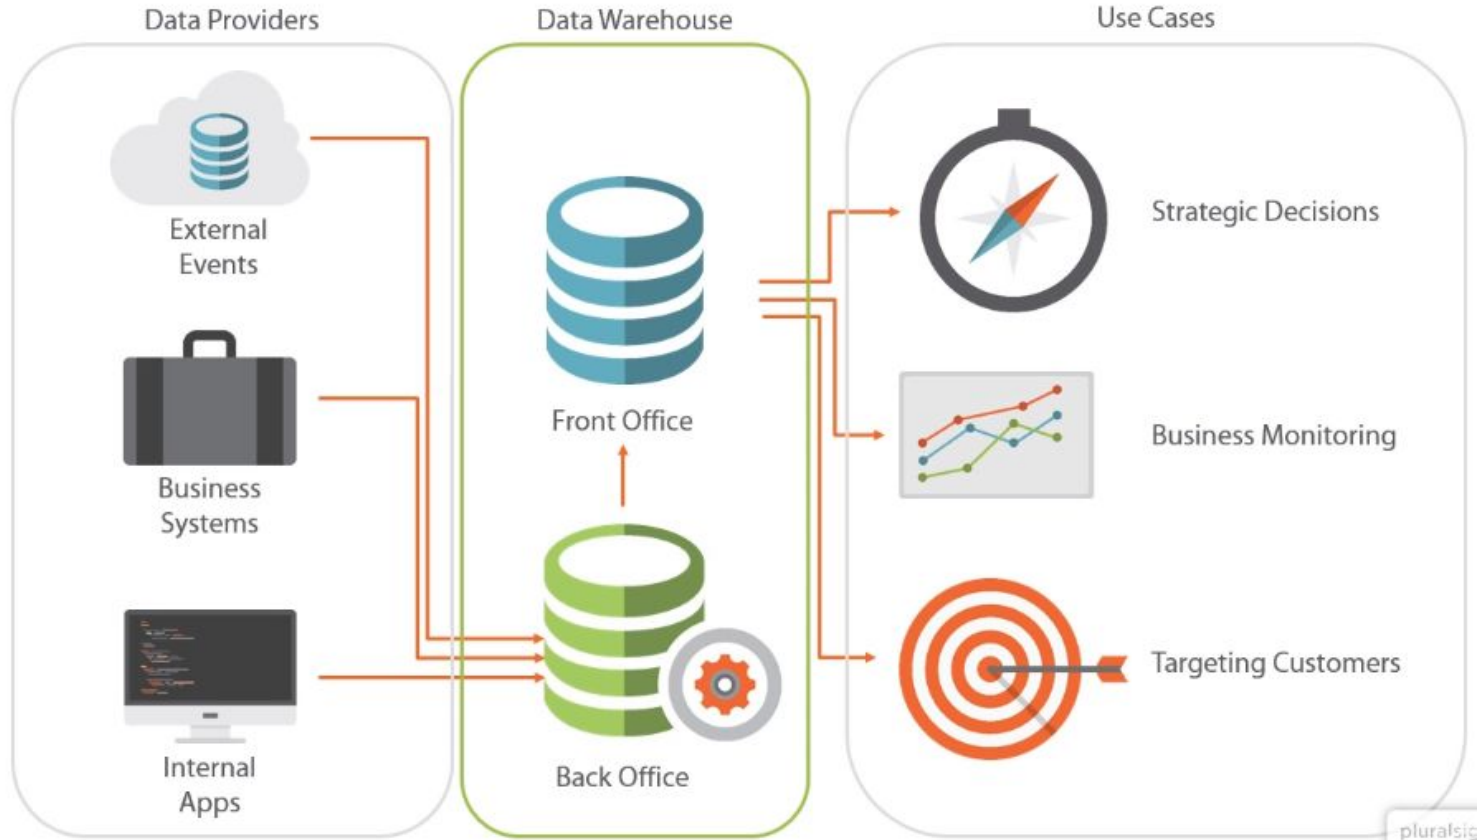 Data Providers
Data Warehouse
Use Cases
External
Events
Business
Systems
Internal
Apps
Front Office
Back Office
Strategic Decisions
Business Monitoring
Targeting Customers